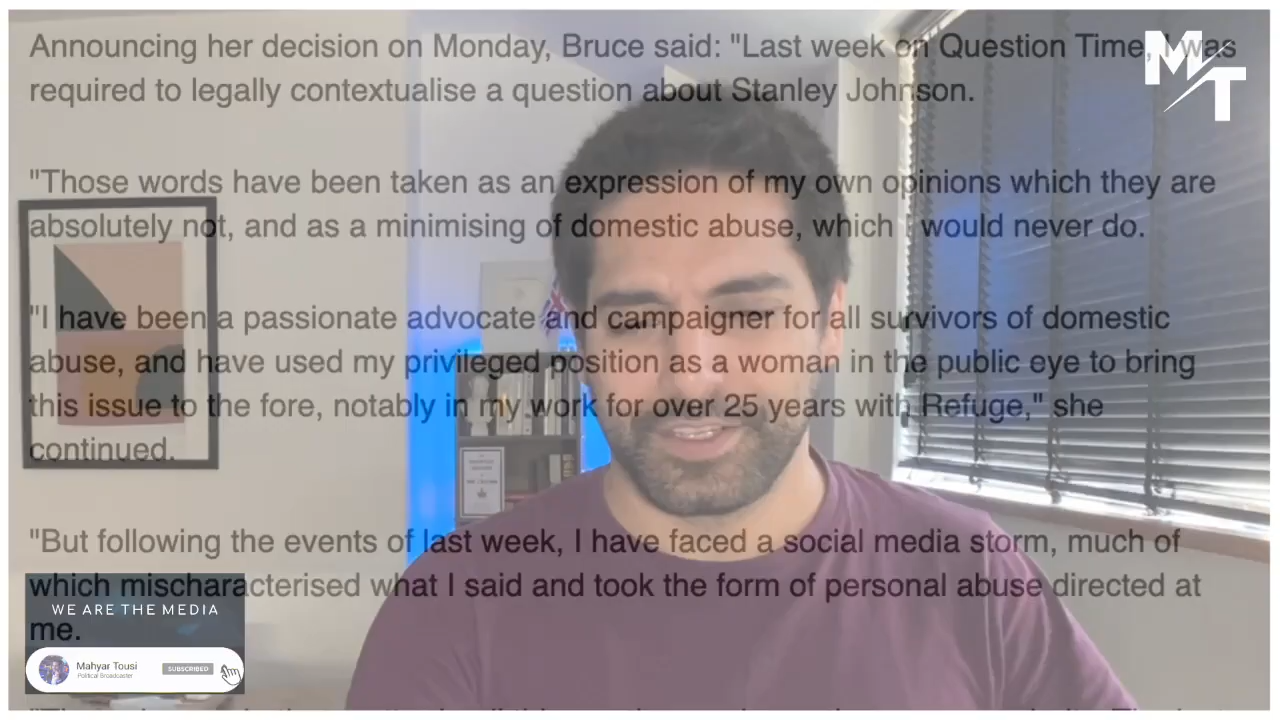 Announcing her decision on Monday, Bruce said: "Last week on Question Time, I was
required to legally contextualise a question about Stanley Johnson.
"Those words have been taken as an expression of my own opinions which they are
absolutely not, and as a minimising of domestic abuse, which I would never do.
"I have been a passionate advocate and campaigner for all survivors of domestic
abuse, and have used my privileged position as a woman in the public eye to bring
this issue to the fore, notably in my work for over 25 years with Refuge," she
continued.
"But following the events of last week, I have faced a social media storm, much of
which mischaracterised what I said and took the form of personal abuse directed at
me.
MT
WE ARE THE MEDIA
Mahyar Tousi
Political Broadcaster
SUBSCRIBED